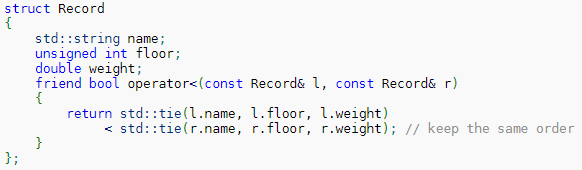 struct Record
{
    std::string name;
    unsigned int floor;
    double weight;
    friend bool operator<(const Record& l, const Record& r)
    {
        return std::tie(l.name, l.floor, l.weight)
             < std::tie(r.name, r.floor, r.weight); // keep the same order
    }
};